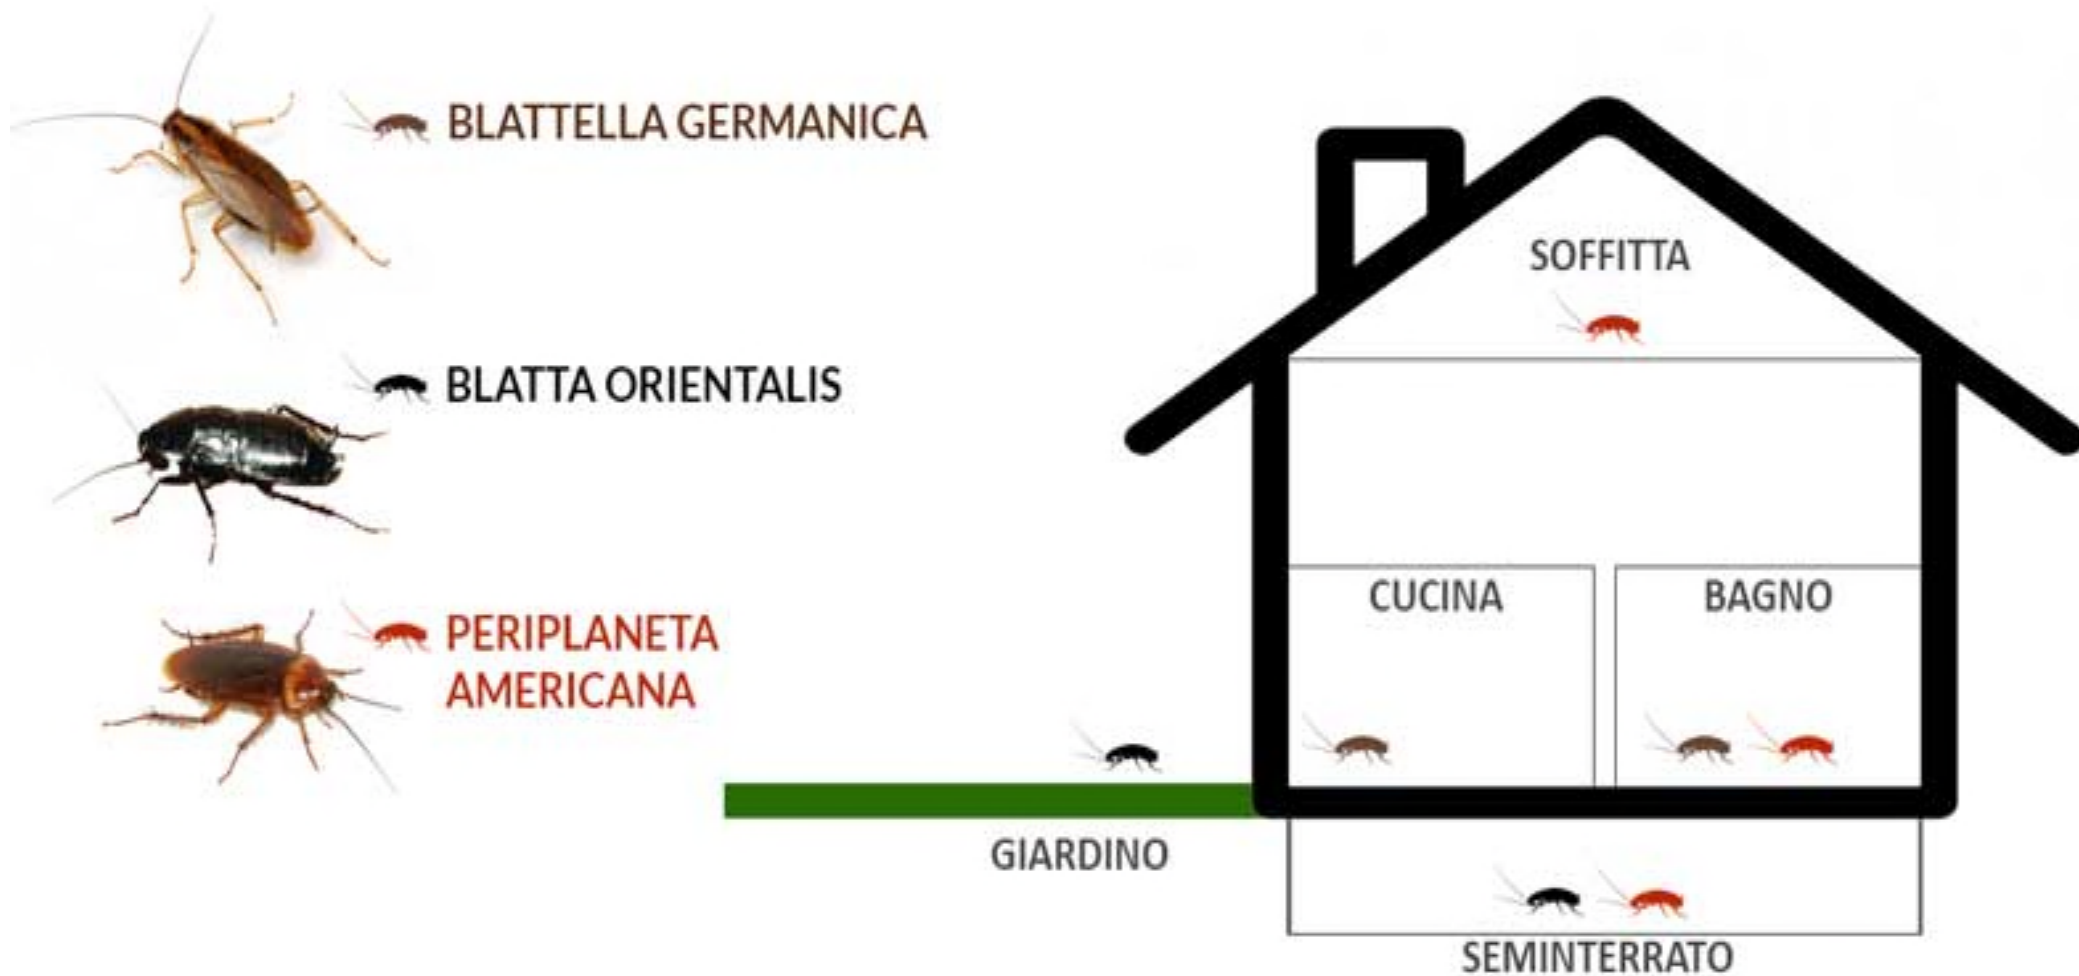 BLATTELLA GERMANICA
BLATTA ORIENTALIS
PERIPLANETA
AMERICANA
SOFFITTA
CUCINA
BAGNO
GIARDINO
SEMINTERRATO